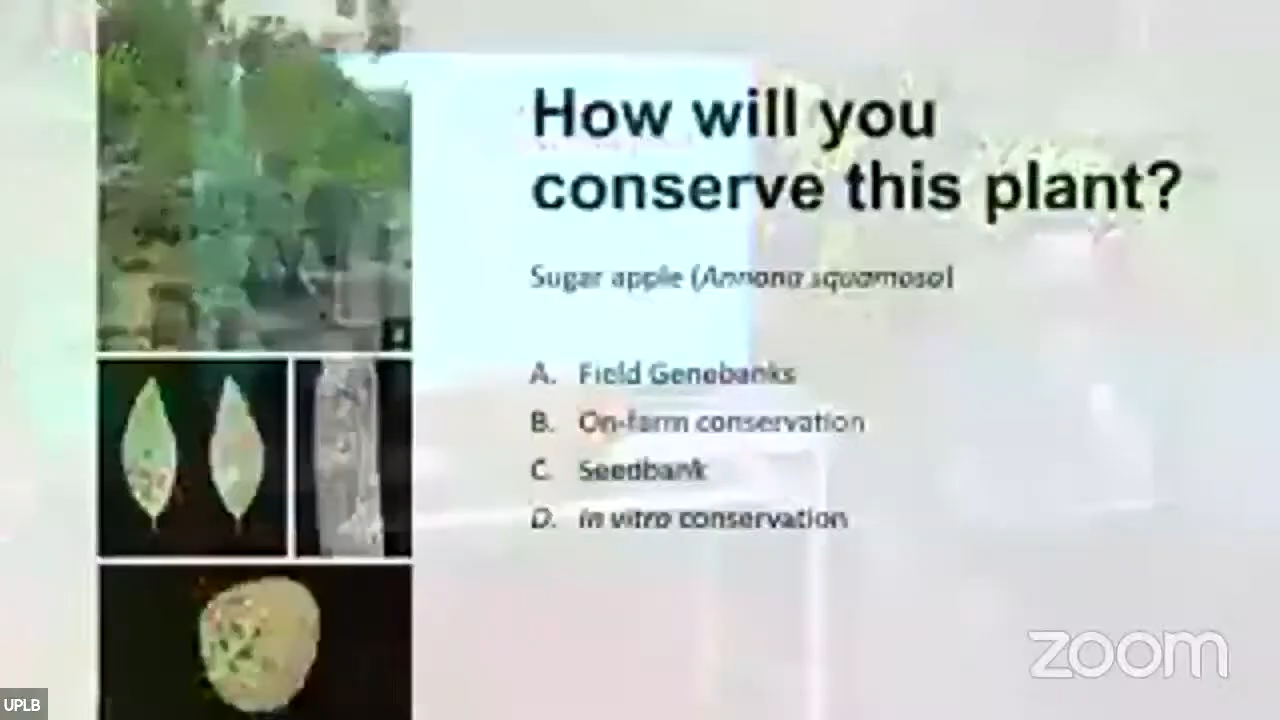 How will you
conserve this plant?
Sugar apple (Annona squamosa)
A. Field Genebanks
B. On-farm conservation
C. Seedbank
D. In vitro conservation
zoom
UPLB